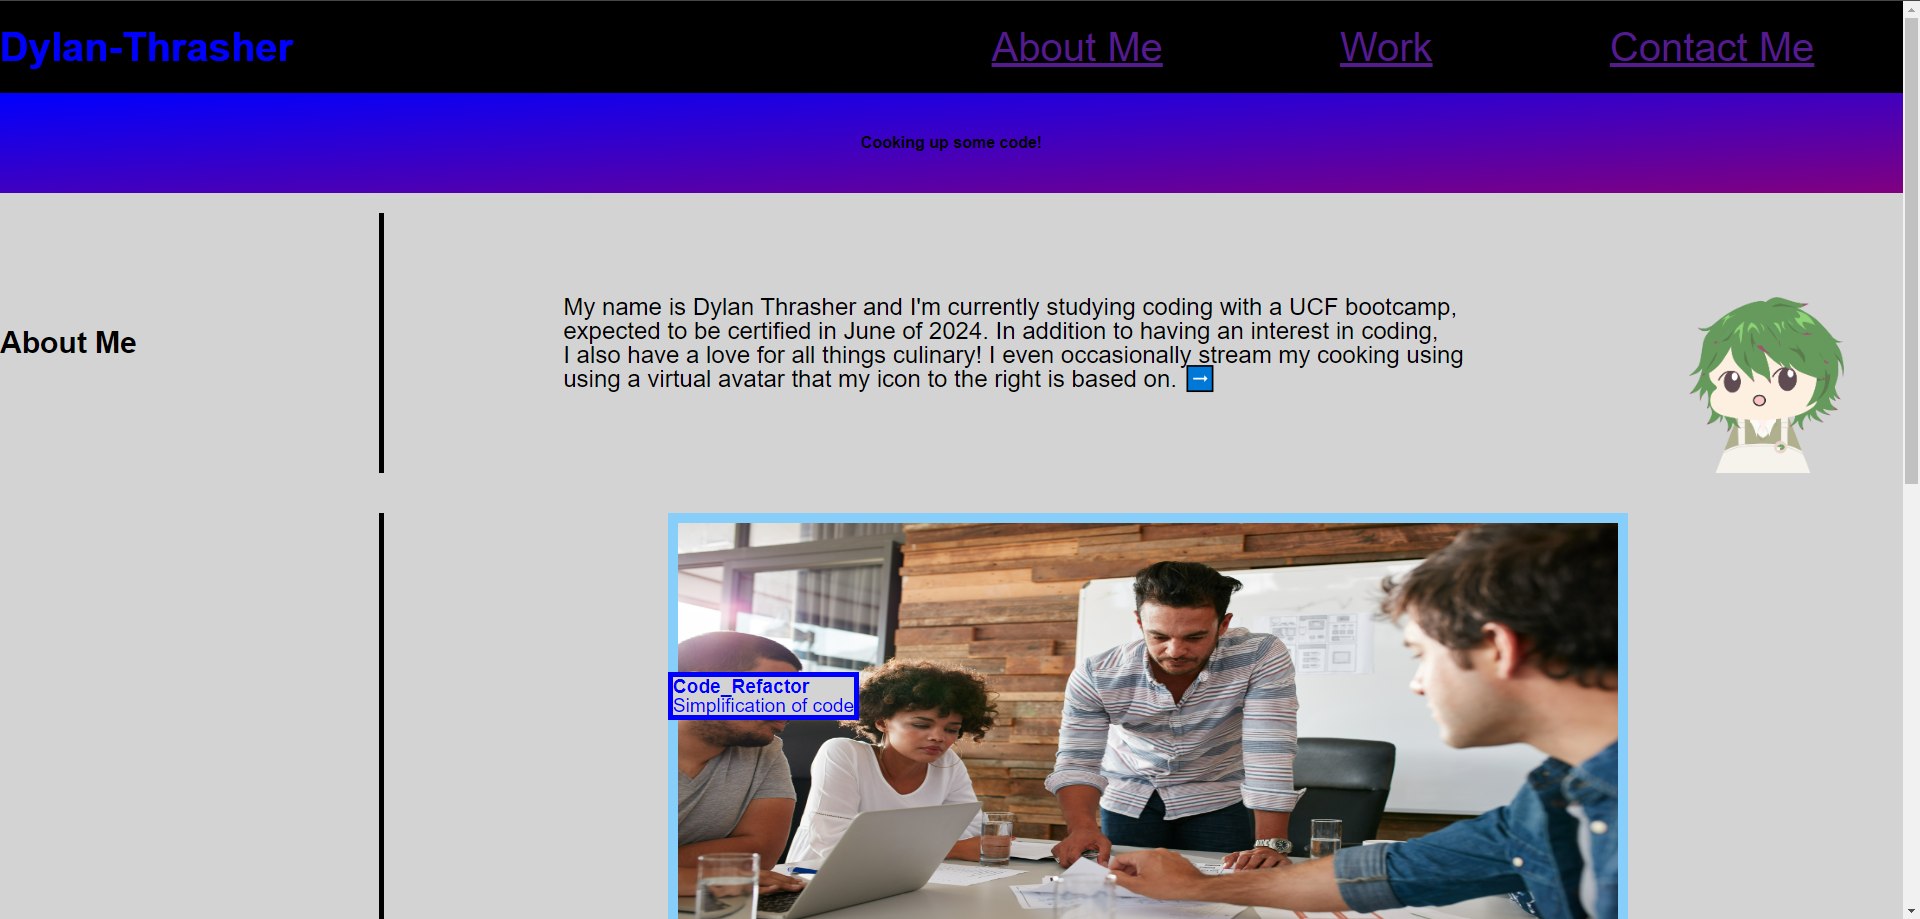 Dylan-Thrasher
About Me
Work
Contact Me
Cooking up some code!
About Me
My name is Dylan Thrasher and I'm currently studying coding with a UCF bootcamp,
expected to be certified in June of 2024. In addition to having an interest in coding,
I also have a love for all things culinary! I even occasionally stream my cooking using
using a virtual avatar that my icon to the right is based on. ➡
Code_Refactor
Simplification of code